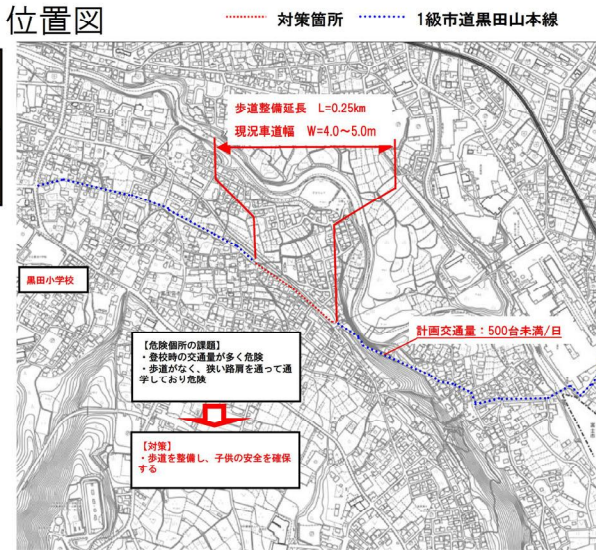 位置図
対策箇所
1級市道黒田山本線
歩道整備延長 L=0.25km
現況車道幅 W=4.0~5.0m
黒田小学校
計画交通量:500台未満/日
【危険個所の課題】
・登校時の交通量が多く危険
・歩道がなく、狭い路肩を通って通
学しており危険
【対策】
・歩道を整備し、子供の安全を確保
する
富士市